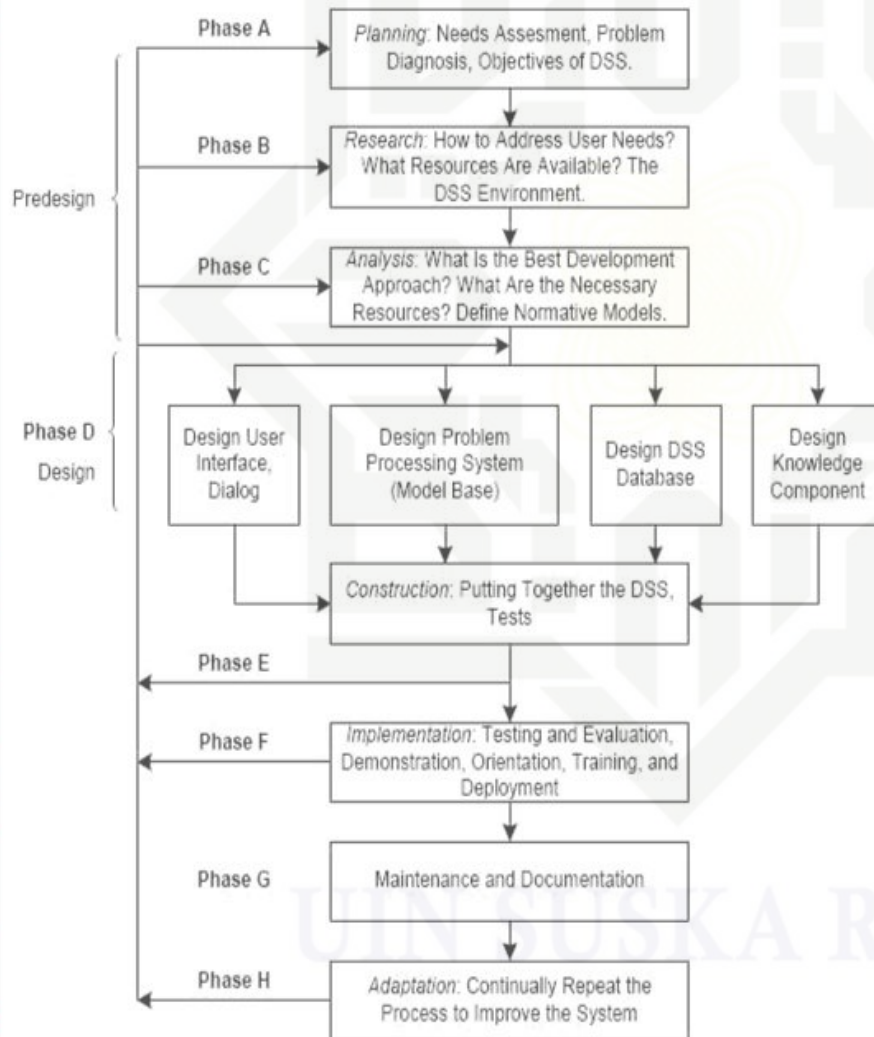 Phase A
Planning: Needs Assesment, Problem
Diagnosis, Objectives of DSS.
Phase B
Research: How to Address User Needs?
What Resources Are Available? The
DSS Environment.
Predesign
Phase C
Analysis: What Is the Best Development
Approach? What Are the Necessary
Resources? Define Normative Models.
Phase D
Design
Design User
Interface,
Dialog
Design Problem
Processing System
(Model Base)
Design DSS
Database
Design
Knowledge
Component
Construction: Putting Together the DSS,
Tests
Phase E
Phase F
Implementation: Testing and Evaluation,
Demonstration, Orientation, Training, and
Deployment
Phase G
Maintenance and Documentation
UIN SUSKA R
Phase H
Adaptation: Continually Repeat the
Process to Improve the System